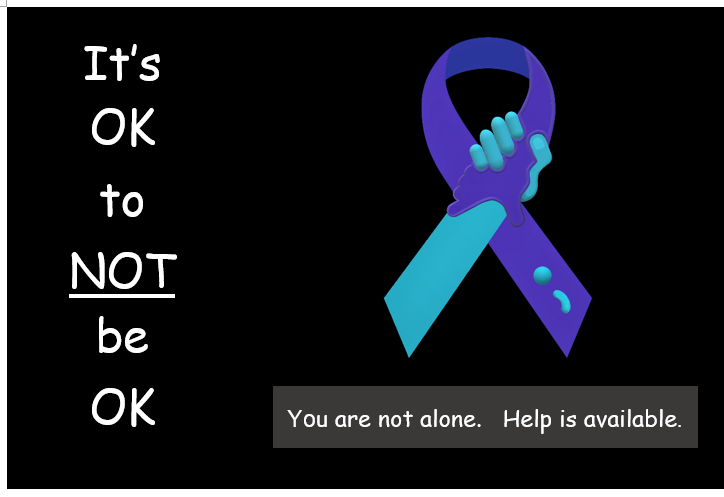 It's
OK
to
NOT
be
OK
;
You are not alone.   Help is available.